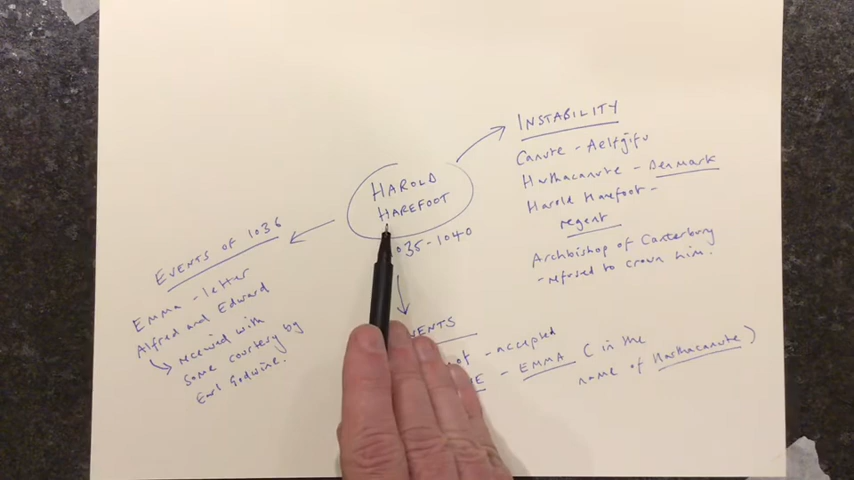 HAROLD
HAREFOOT
1035-1040
INSTABILITY
Canute - Aelfgifu
Harthacanute - Denmark
Harold Harefoot -
regent
Archbishop of Canterbury
- refused to crown him.
EVENTS OF 1036
Emma - letter
Alfred and Edward
received with
some courtesy by
Earl Godwine.
- accepted
- EMMA (in the
name of Harthacanute)